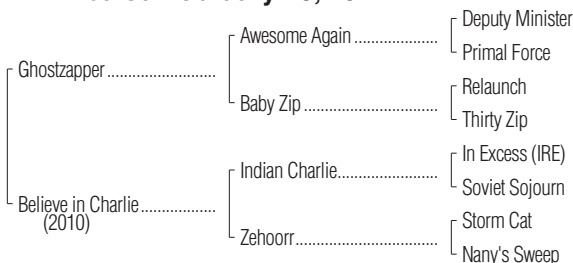 Deputy Minister
Awesome Again
Primal Force
Ghostzapper
Relaunch
Baby Zip
Thirty Zip
In Excess (IRE)
Indian Charlie
Soviet Sojourn
Believe in Charlie
(2010)
Storm Cat
Zehoorr
Nany's Sweep